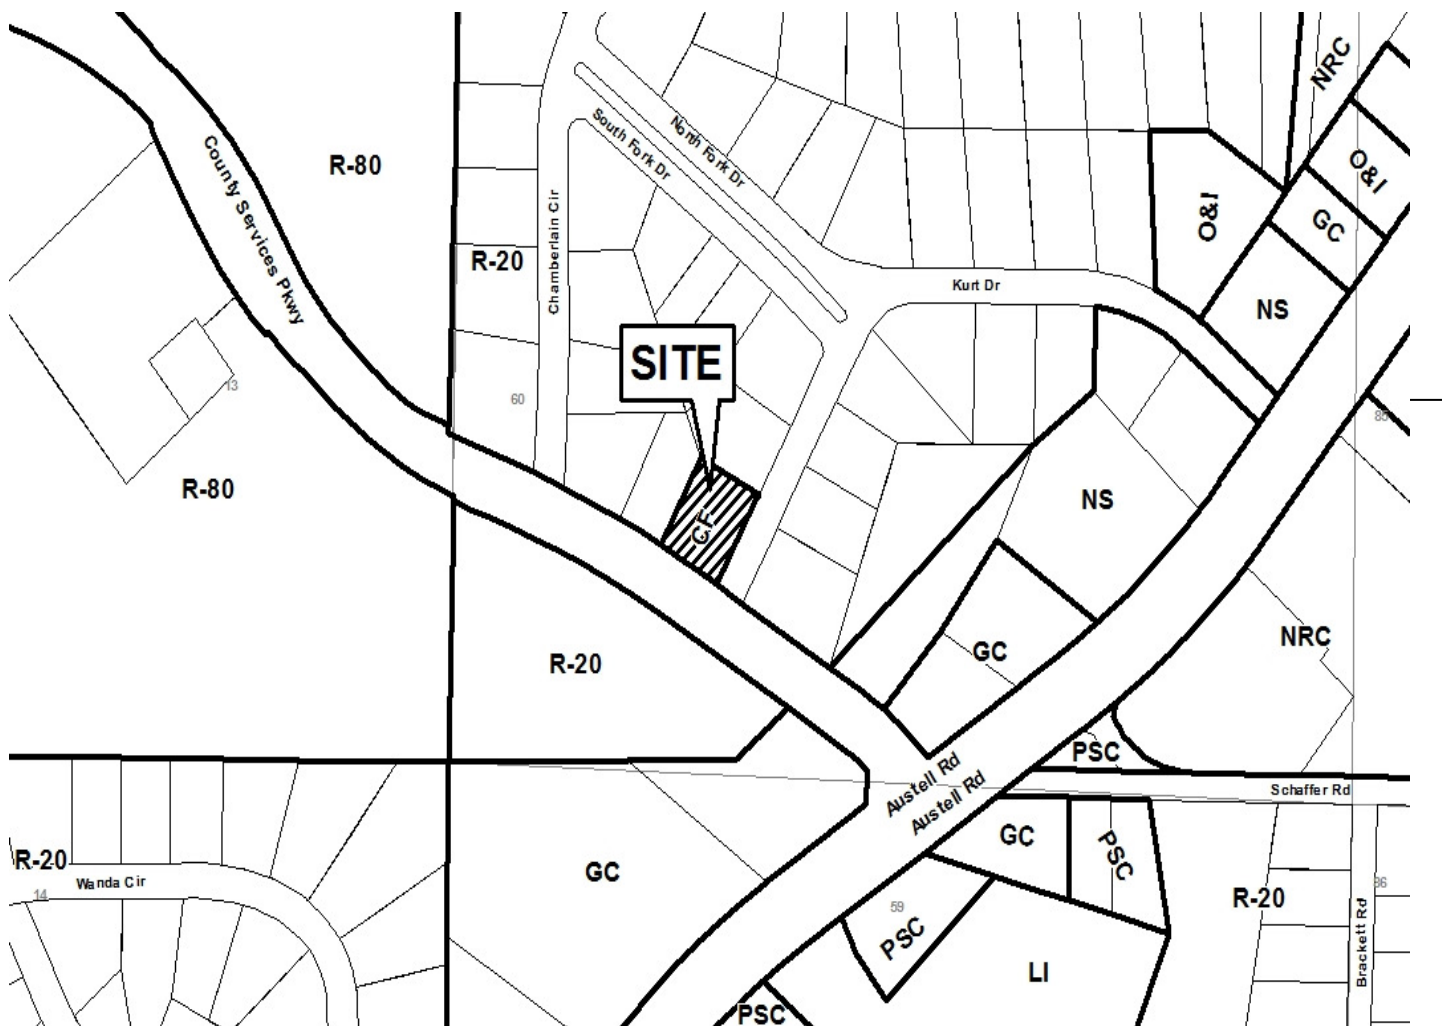 NRC
County Services Pkwy
R-80
South Fork Dr
North Fork Dr
O&I
O&I
GC
Chamberlain Cir
R-20
Kurt Dr
NS
SITE
13
60
85
R-80
CF
NS
GC
NRC
R-20
PSC
Austell Rd
Austell Rd
Schaffer Rd
GC
PSC
R-20
Wanda Cir
14
GC
59
PSC
R-20
86
Brackett Rd
LI
PSC